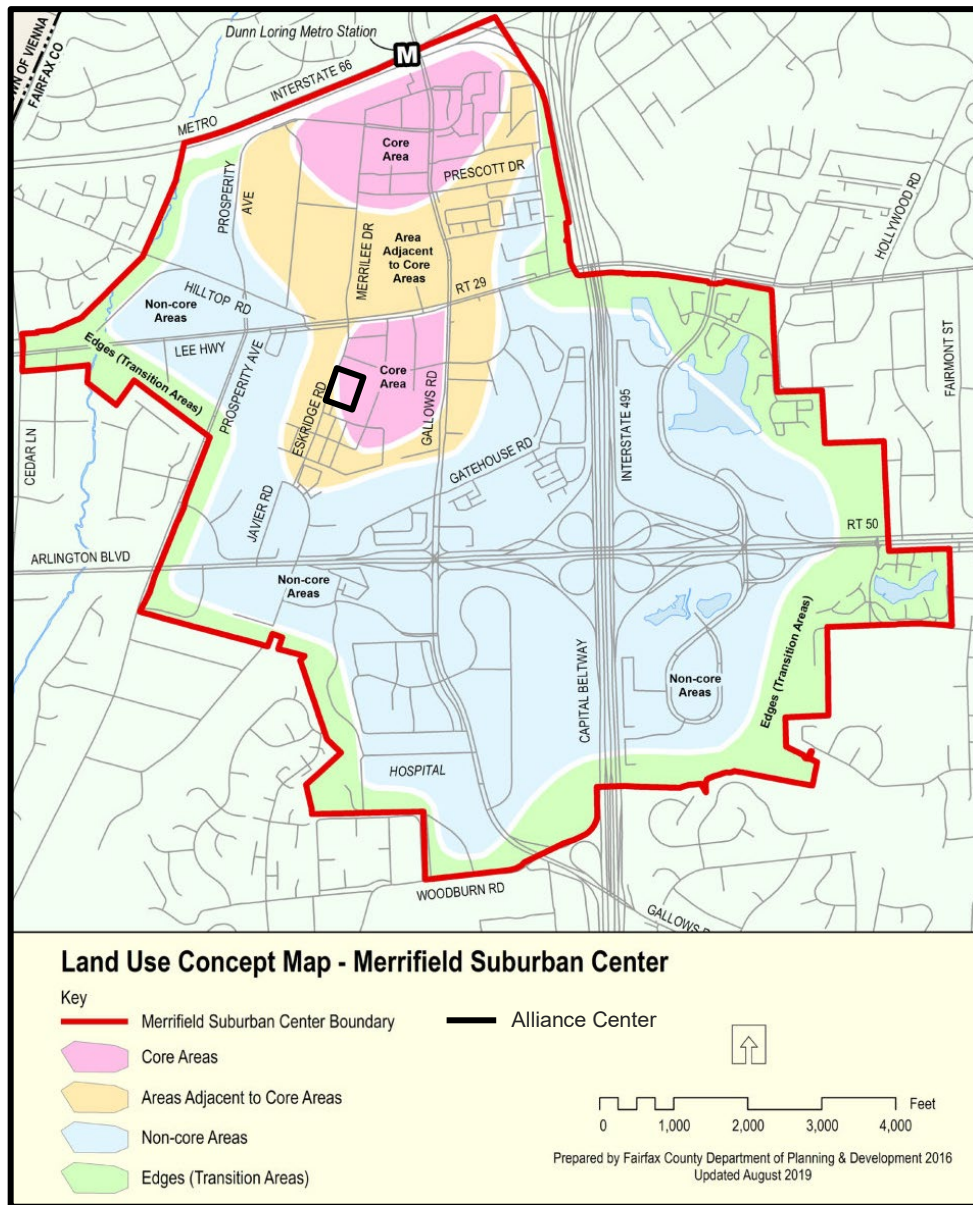 Dunn Loring Metro Station
M
TOWN OF VIENNA
FAIRFAX CO
METRO
INTERSTATE 66
Core
Area
PRESCOTT DR
PROSPERITY
AVE
HOLLYWOOD RD
MERRILEE DR
Area
Adjacent
to Core
Areas
RT 29
HILLTOP RD
Non-core
Areas
LEE HWY
Edges (Transition Areas)
PROSPERITY AVE
Core
Area
ESKRIDGE RD
GALLOWS RD
FAIRMONT ST
CEDAR LN
INTERSTATE 495
GATEHOUSE RD
JAVIER RD
RT 50
ARLINGTON BLVD
Non-core
Areas
Edges (Transition Areas)
CAPITAL BELTWAY
Non-core
Areas
HOSPITAL
WOODBURN RD
GALLOWS
Land Use Concept Map - Merrifield Suburban Center
Key
Merrifield Suburban Center Boundary
Alliance Center
Core Areas
Areas Adjacent to Core Areas
Non-core Areas
Edges (Transition Areas)
Feet
0 1,000 2,000 3,000 4,000
Prepared by Fairfax County Department of Planning & Development 2016
Updated August 2019